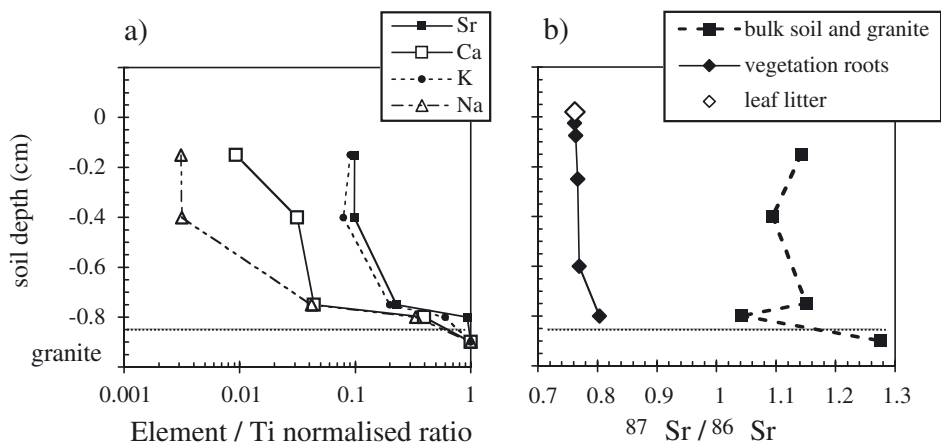 a)
Sr
Ca
K
Na
b)
bulk soil and granite
vegetation roots
leaf litter
soil depth (cm)
0
-0.2
-0.4
-0.6
-0.8
granite
0.001 0.01 0.1 1
Element / Ti normalised ratio
0.7 0.8 0.9 1 1.1 1.2 1.3
87 Sr / 86 Sr